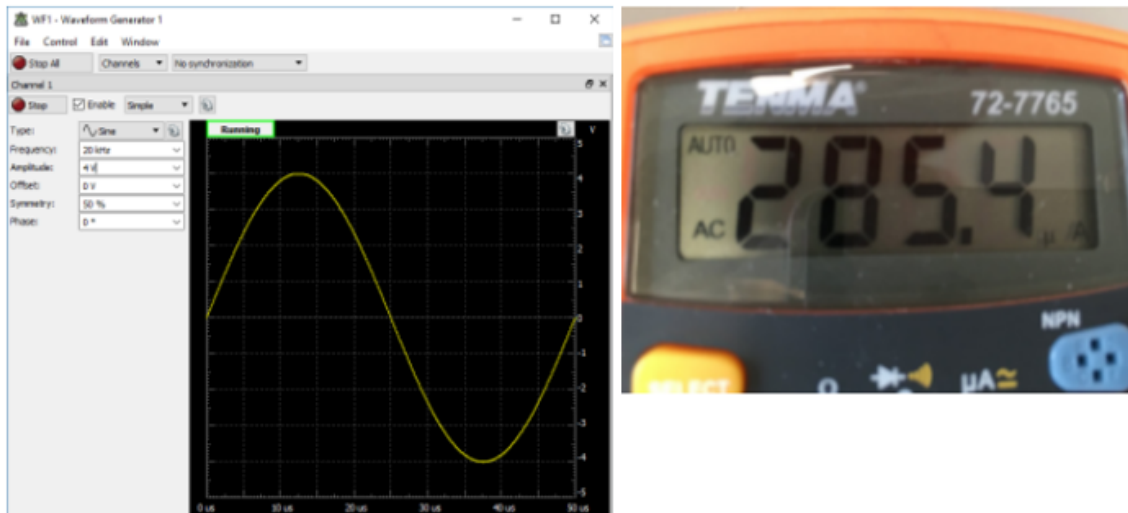 WF1 - Waveform Generator 1
File Control Edit Window
Stop All Channels No synchronization
Channel 1
Stop Enable Simple
Type: Sine
Frequency: 20 kHz
Amplitude: 4 V
Offset: 0 V
Symmetry: 50 %
Phase: 0 °
Running V
5
4
3
2
1
0
-1
-2
-3
-4
-5
0 us 10 us 20 us 30 us 40 us 50 us
TENMA®
72-7765
AUTO
AC 285.4 μA
NPN
SELECT Ω μA